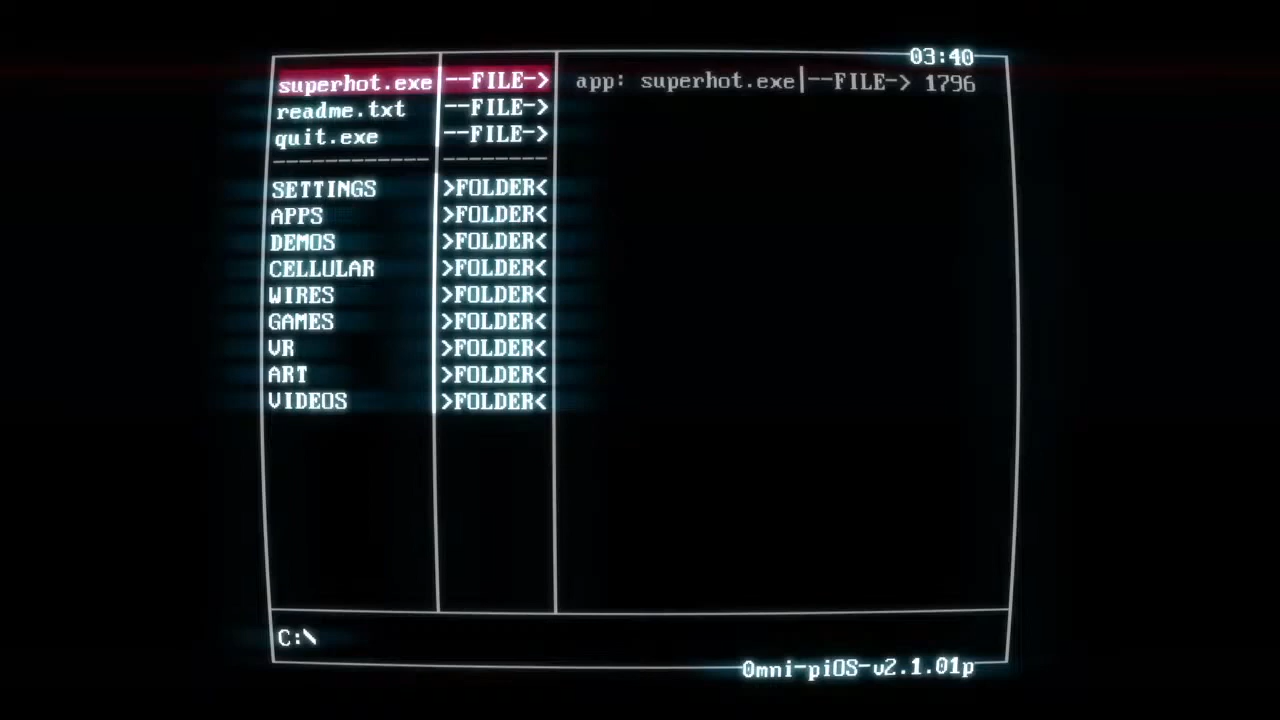 03:40
superhot.exe --FILE-> app: superhot.exe|--FILE-> 1796
readme.txt --FILE->
quit.exe --FILE->
------------ --------
SETTINGS >FOLDER<
APPS >FOLDER<
DEMOS >FOLDER<
CELLULAR >FOLDER<
WIRES >FOLDER<
GAMES >FOLDER<
VR >FOLDER<
ART >FOLDER<
VIDEOS >FOLDER<
C:\
0mni-piOS-v2.1.01p